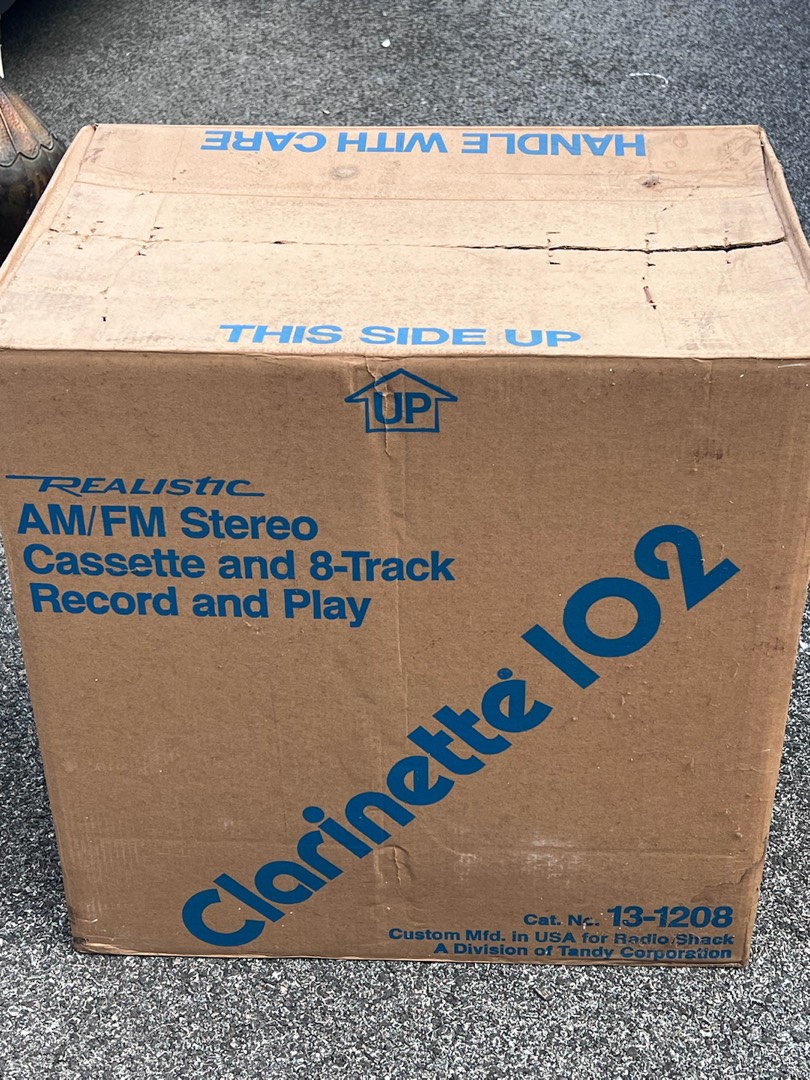 HANDLE WITH CARE
THIS SIDE UP
UP
REALISTIC
AM/FM Stereo
Cassette and 8-Track
Record and Play
Clarinette 102
Cat. No. 13-1208
Custom Mfd. in USA for Radio Shack
A Division of Tandy Corporation